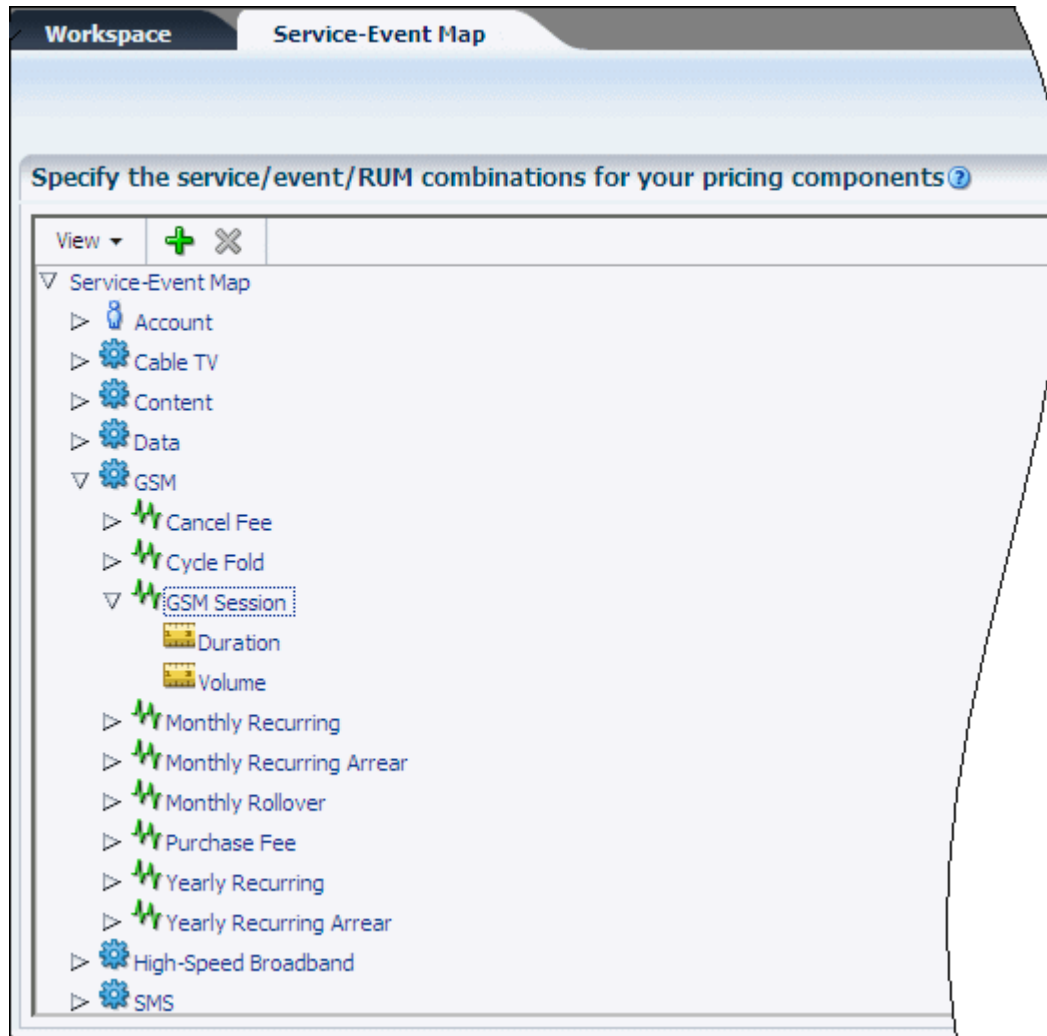 Workspace
Service-Event Map
Specify the service/event/RUM combinations for your pricing components
View
Service-Event Map
Account
Cable TV
Content
Data
GSM
Cancel Fee
Cycle Fold
GSM Session
Duration
Volume
Monthly Recurring
Monthly Recurring Arrear
Monthly Rollover
Purchase Fee
Yearly Recurring
Yearly Recurring Arrear
High-Speed Broadband
SMS